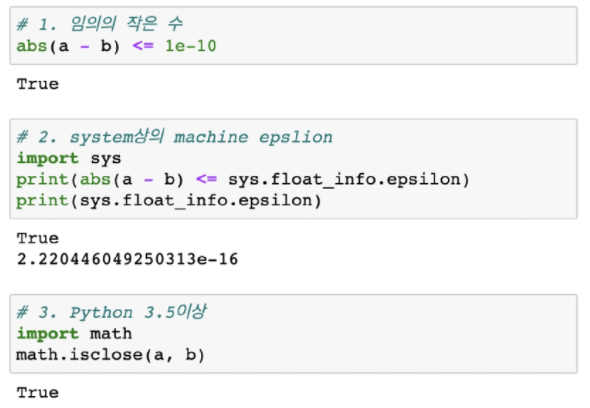 # 1. 임의의 작은 수
abs(a - b) <= 1e-10
True
# 2. system상의 machine epslion
import sys
print(abs(a - b) <= sys.float_info.epsilon)
print(sys.float_info.epsilon)
True
2.220446049250313e-16
# 3. Python 3.5이상
import math
math.isclose(a, b)
True